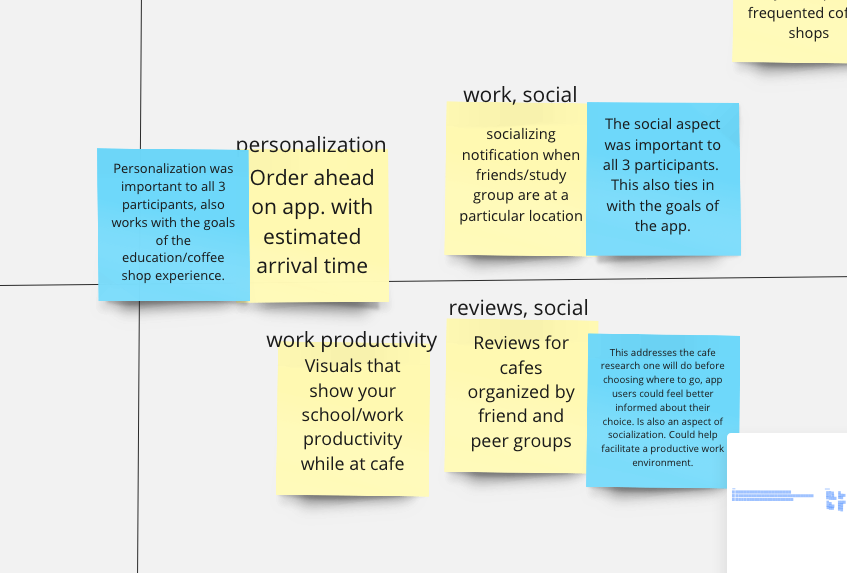 frequented
shops
work, social
socializing
notification when
friends/study
group are at a
particular location
The social aspect
was important to
all 3 participants.
This also ties in
with the goals of
the app.
personalization
Personalization was
important to all 3
participants, also
works with the goals
of the
education/coffee
shop experience.
Order ahead
on app. with
estimated
arrival time
reviews, social
Reviews for
cafes
organized by
friend and
peer groups
This addresses the cafe
research one will do before
choosing where to go, app
users could feel better
informed about their
choice. Is also an aspect of
socialization. Could help
facilitate a productive work
environment.
work productivity
Visuals that
show your
school/work
productivity
while at cafe